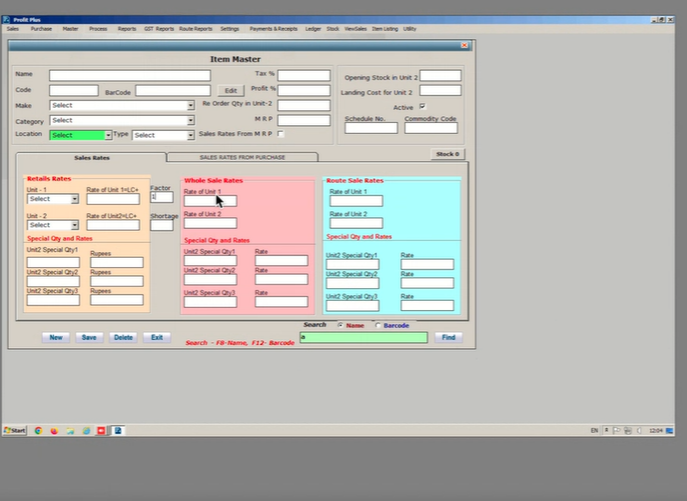 Profit Plus
Sales Purchase Master Process Reports GST Reports Route Reports Settings Payments & Receipts Ledger Stock ViewSales Item Listing Utility
Item Master
Name Tax % Opening Stock in Unit 2
Code BarCode Edit Profit % Landing Cost for Unit 2
Make Select Re Order Qty in Unit-2 Active
Category Select M R P Schedule No. Commodity Code
Location Select Type Select Sales Rates From M R P
Sales Rates SALES RATES FROM PURCHASE Stock 0
Retails Rates Whole Sale Rates Route Sale Rates
Unit - 1 Rate of Unit 1=LC+ Factor Rate of Unit 1 Rate of Unit 1
Select 1
Unit - 2 Rate of Unit2=LC+ Shortage Rate of Unit 2 Rate of Unit 2
Select
Special Qty and Rates Special Qty and Rates Special Qty and Rates
Unit2 Special Qty1 Rupees Unit2 Special Qty1 Rate Unit2 Special Qty1 Rate
Unit2 Special Qty2 Rupees Unit2 Special Qty2 Rate Unit2 Special Qty2 Rate
Unit2 Special Qty3 Rupees Unit2 Special Qty3 Rate Unit2 Special Qty3 Rate
Search Name Barcode
New Save Delete Exit Search - F8-Name, F12- Barcode a Find
Start EN 12:04